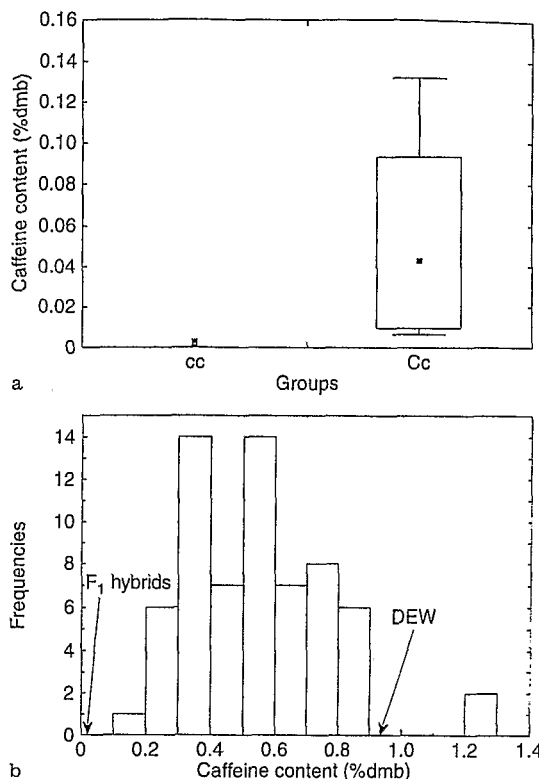 Caffeine content (%dmb)
0.16
0.14
0.12
0.10
0.08
0.06
0.04
0.02
0
cc
Cc
Groups
a
Frequencies
14
12
10
8
6
4
2
0
F1 hybrids
DEW
0 0.2 0.4 0.6 0.8 1.0 1.2 1.4
Caffeine content (%dmb)
b